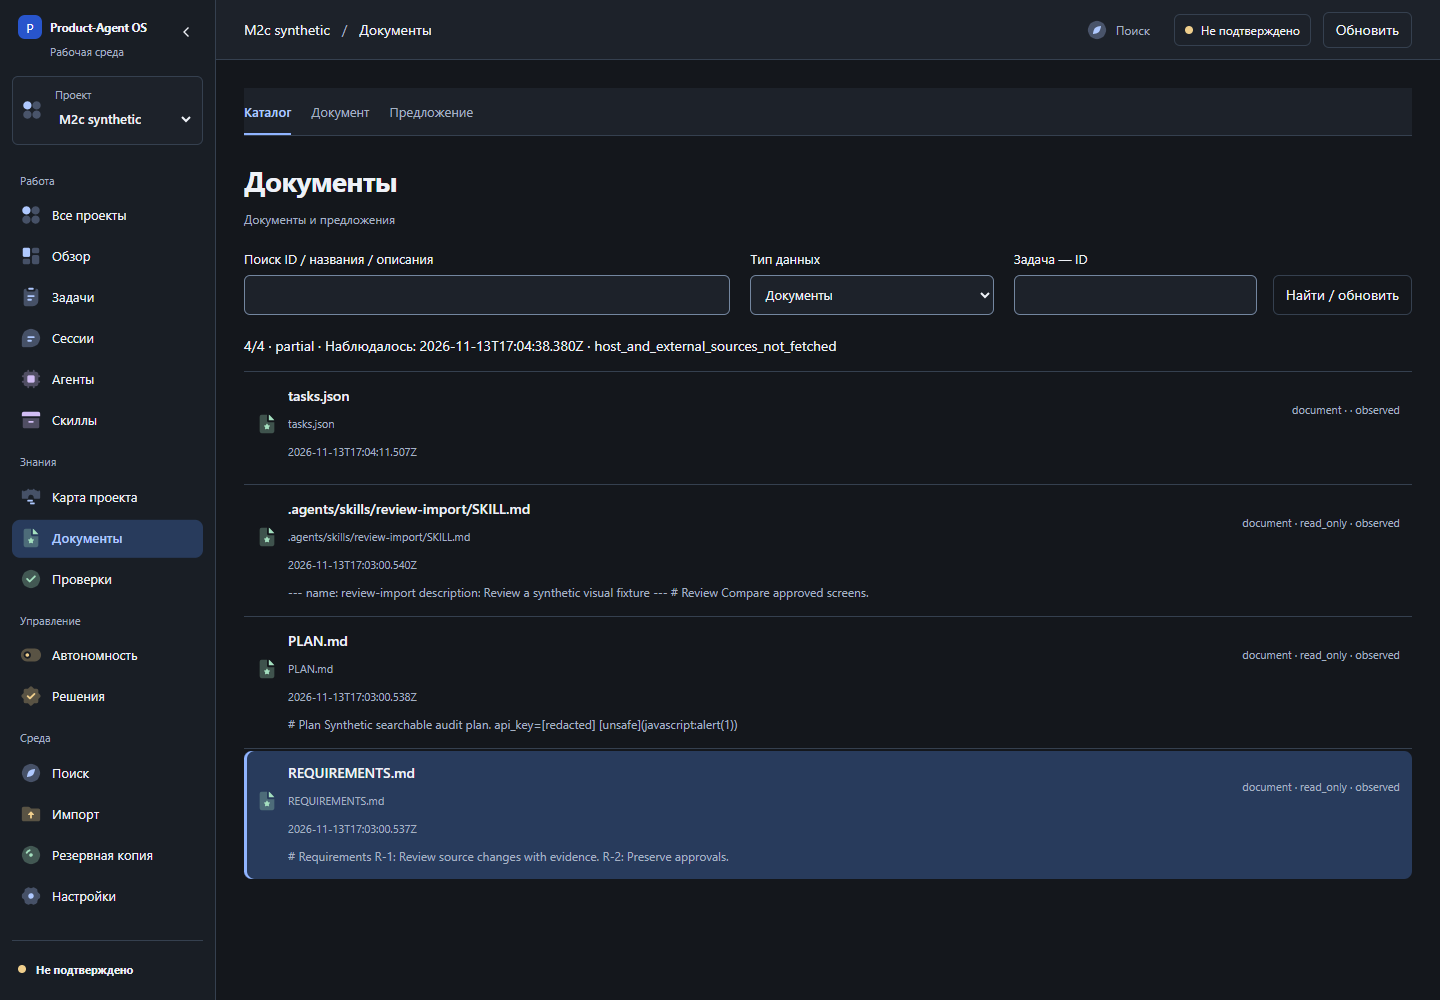 P
Product-Agent OS
Рабочая среда
Проект
M2c synthetic
Работа
Все проекты
Обзор
Задачи
Сессии
Агенты
Скиллы
Знания
Карта проекта
Документы
Проверки
Управление
Автономность
Решения
Среда
Поиск
Импорт
Резервная копия
Настройки
Не подтверждено
M2c synthetic / Документы
Поиск
Не подтверждено
Обновить
Каталог Документ Предложение
Документы
Документы и предложения
Поиск ID / названия / описания
Тип данных
Задача — ID
Документы
Найти / обновить
4/4 · partial · Наблюдалось: 2026-11-13T17:04:38.380Z · host_and_external_sources_not_fetched
tasks.json
document · · observed
tasks.json
2026-11-13T17:04:11.507Z
.agents/skills/review-import/SKILL.md
document · read_only · observed
.agents/skills/review-import/SKILL.md
2026-11-13T17:03:00.540Z
--- name: review-import description: Review a synthetic visual fixture --- # Review Compare approved screens.
PLAN.md
document · read_only · observed
PLAN.md
2026-11-13T17:03:00.538Z
# Plan Synthetic searchable audit plan. api_key=[redacted] [unsafe](javascript:alert(1))
REQUIREMENTS.md
document · read_only · observed
REQUIREMENTS.md
2026-11-13T17:03:00.537Z
# Requirements R-1: Review source changes with evidence. R-2: Preserve approvals.